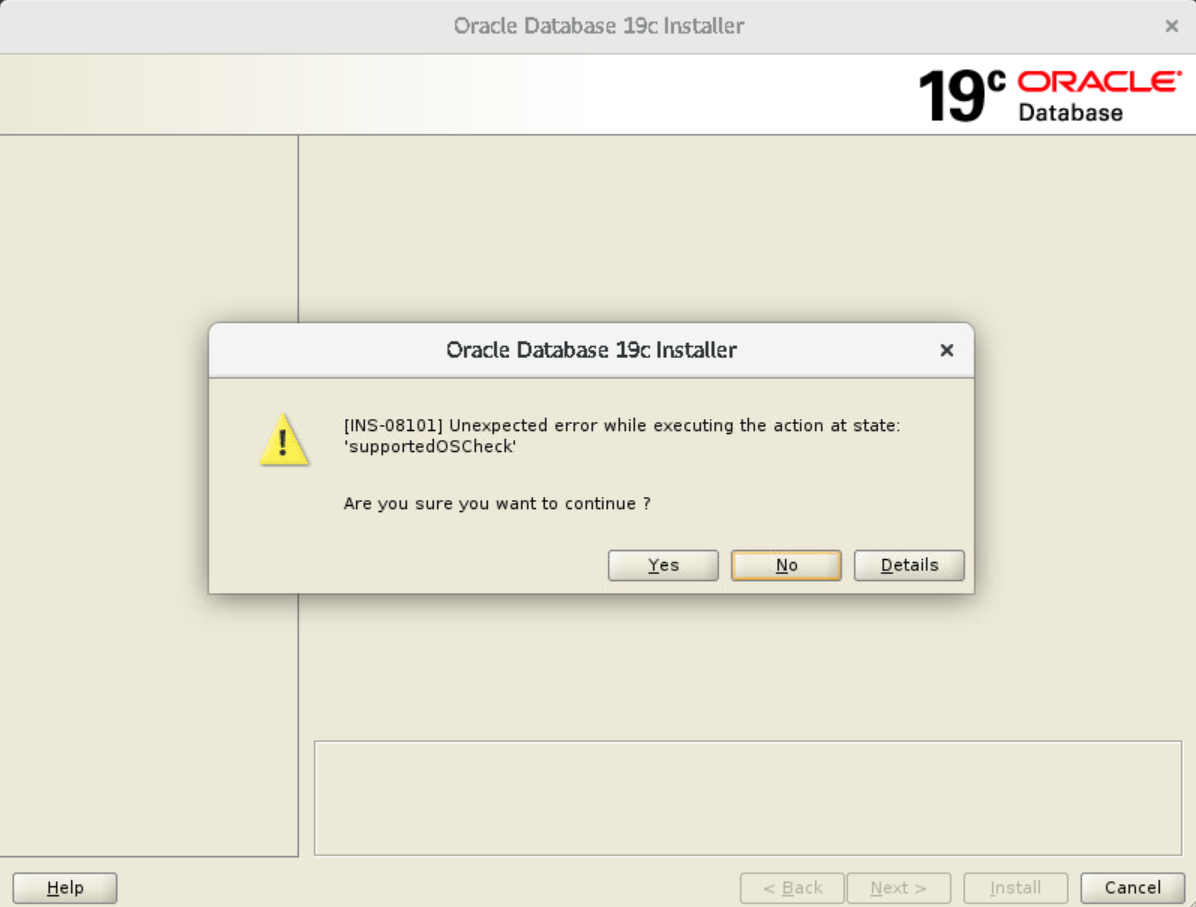 Oracle Database 19c Installer
19c ORACLE
Database
Oracle Database 19c Installer
[INS-08101] Unexpected error while executing the action at state:
'supportedOSCheck'
Are you sure you want to continue ?
Yes No Details
Help < Back Next > Install Cancel